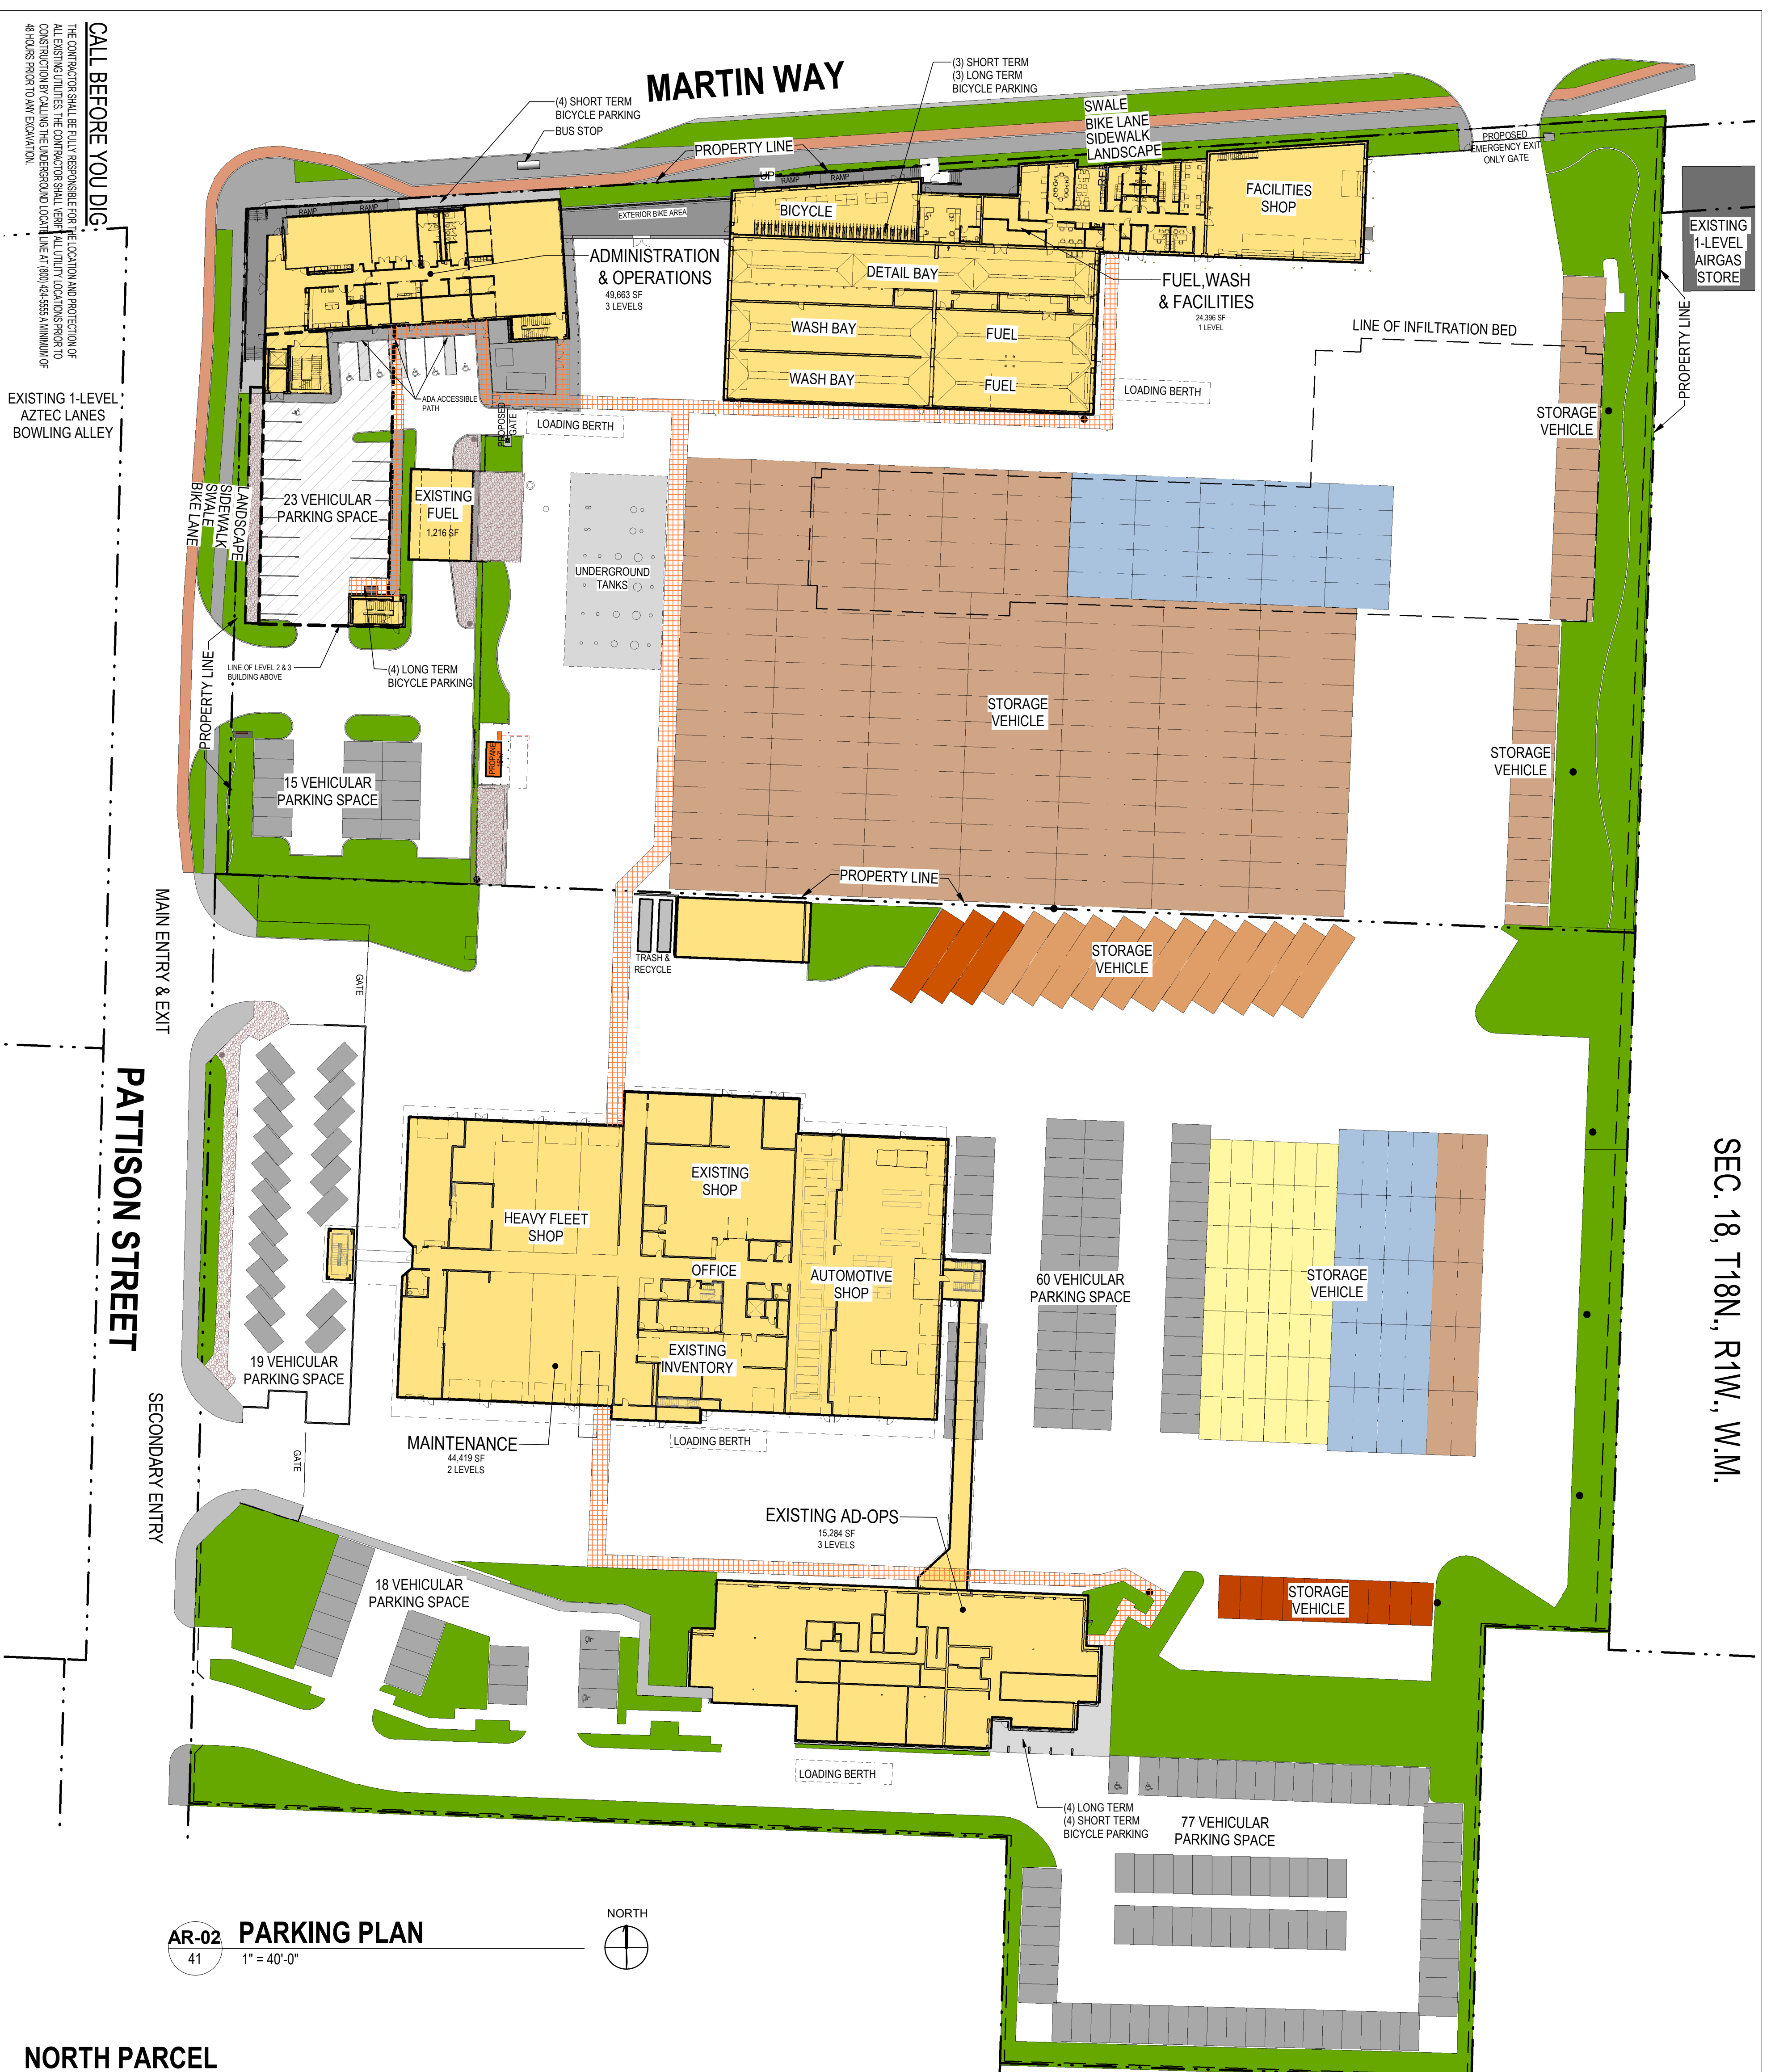 CALL BEFORE YOU DIG
THE CONTRACTOR SHALL BE FULLY RESPONSIBLE FOR THE LOCATION AND PROTECTION OF
ALL EXISTING UTILITIES. THE CONTRACTOR SHALL VERIFY ALL UTILITY LOCATIONS PRIOR TO
CONSTRUCTION BY CALLING THE UNDERGROUND LOCATE LINE AT (800) 424-5555 A MINIMUM OF
48 HOURS PRIOR TO ANY EXCAVATION.
MARTIN WAY
(3) SHORT TERM
(3) LONG TERM
BICYCLE PARKING
(4) SHORT TERM
BICYCLE PARKING
BUS STOP
PROPERTY LINE
SWALE
BIKE LANE
SIDEWALK
LANDSCAPE
PROPOSED
EMERGENCY EXIT
ONLY GATE
UP
RAMP
RAMP
RAMP
RAMP
EXTERIOR BIKE AREA
BICYCLE
FACILITIES
SHOP
EXISTING
1-LEVEL
AIRGAS
STORE
ADMINISTRATION
& OPERATIONS
49,663 SF
3 LEVELS
DETAIL BAY
FUEL,WASH
& FACILITIES
24,396 SF
1 LEVEL
WASH BAY
FUEL
WASH BAY
FUEL
LINE OF INFILTRATION BED
PROPERTY LINE
LOADING BERTH
EXISTING 1-LEVEL
AZTEC LANES
BOWLING ALLEY
ADA ACCESSIBLE
PATH
PROPOSED
GATE
LOADING BERTH
STORAGE
VEHICLE
LANDSCAPE
SIDEWALK
SWALE
BIKE LANE
23 VEHICULAR
PARKING SPACE
EXISTING
FUEL
1,216 SF
UNDERGROUND
TANKS
PROPERTY LINE
LINE OF LEVEL 2 & 3
BUILDING ABOVE
(4) LONG TERM
BICYCLE PARKING
STORAGE
VEHICLE
STORAGE
VEHICLE
PROPANE
15 VEHICULAR
PARKING SPACE
PROPERTY LINE
MAIN ENTRY & EXIT
GATE
TRASH &
RECYCLE
STORAGE
VEHICLE
PATTISON STREET
SEC. 18, T18N., R1W., W.M.
EXISTING
SHOP
HEAVY FLEET
SHOP
OFFICE
AUTOMOTIVE
SHOP
60 VEHICULAR
PARKING SPACE
STORAGE
VEHICLE
EXISTING
INVENTORY
19 VEHICULAR
PARKING SPACE
SECONDARY ENTRY
GATE
MAINTENANCE
44,419 SF
2 LEVELS
LOADING BERTH
EXISTING AD-OPS
15,284 SF
3 LEVELS
18 VEHICULAR
PARKING SPACE
STORAGE
VEHICLE
LOADING BERTH
(4) LONG TERM
(4) SHORT TERM
BICYCLE PARKING
77 VEHICULAR
PARKING SPACE
AR-02
41
PARKING PLAN
1" = 40'-0"
NORTH
NORTH PARCEL